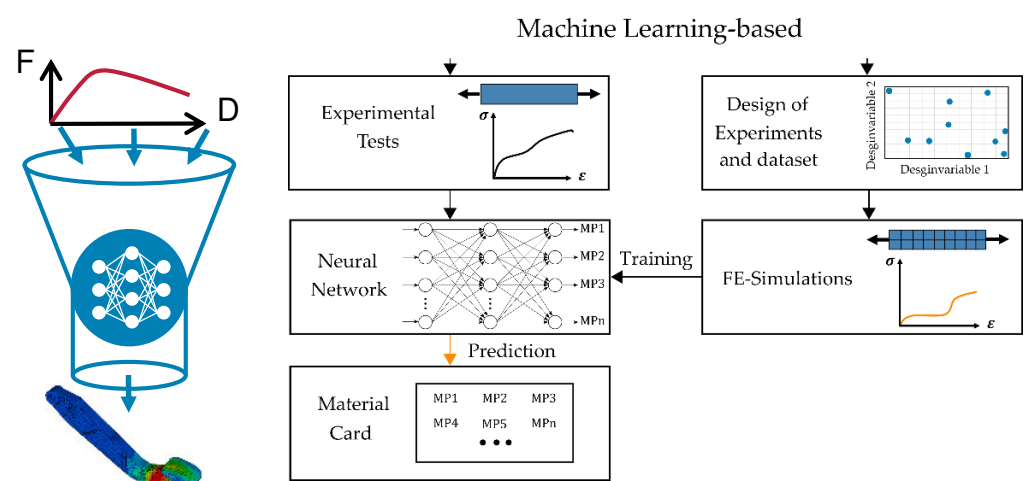 Machine Learning-based
F
D
Experimental
Tests
σ
ε
Design of
Experiments
and dataset
Desginvariable 2
Desginvariable 1
Neural
Network
MP1
MP2
MP3
MPn
Training
FE-Simulations
σ
ε
Prediction
Material
Card
MP1 MP2 MP3
MP4 MP5 MPn